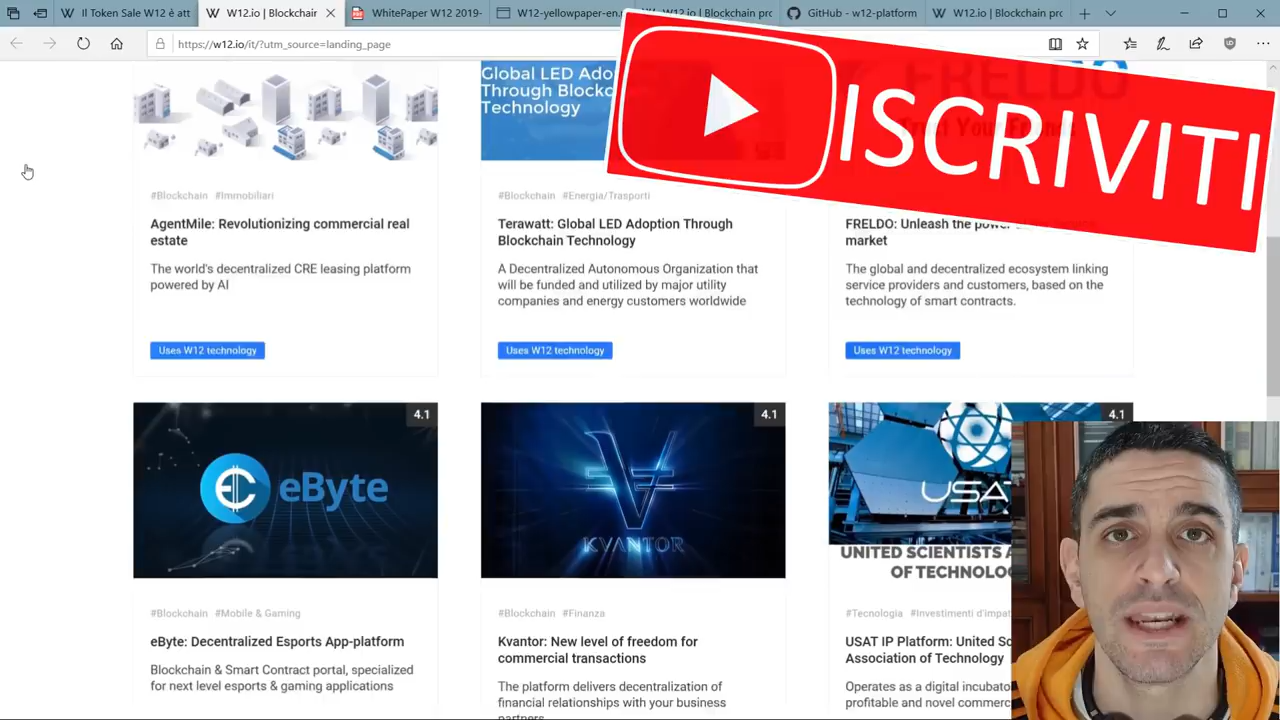 Il Token Sale W12 è att
W12.io | Blockchain
WhitePaper W12 2019-
W12-yellowpaper-en.
W12.io | Blockchain pro
GitHub - w12-platform
W12.io | Blockchain pro
https://w12.io/it/?utm_source=landing_page
ISCRIVITI
Global LED Ado
Through Blockc
Technology
FRELDO
#Blockchain #Immobiliari
AgentMile: Revolutionizing commercial real
estate
The world's decentralized CRE leasing platform
powered by AI
Uses W12 technology
#Blockchain #Energia/Trasporti
Terawatt: Global LED Adoption Through
Blockchain Technology
A Decentralized Autonomous Organization that
will be funded and utilized by major utility
companies and energy customers worldwide
Uses W12 technology
FRELDO: Unleash the power
market
The global and decentralized ecosystem linking
service providers and customers, based on the
technology of smart contracts.
Uses W12 technology
4.1
eByte
#Blockchain #Mobile & Gaming
eByte: Decentralized Esports App-platform
Blockchain & Smart Contract portal, specialized
for next level esports & gaming applications
4.1
KVANTOR
#Blockchain #Finanza
Kvantor: New level of freedom for
commercial transactions
The platform delivers decentralization of
financial relationships with your business
partners
4.1
USAT
UNITED SCIENTISTS A
OF TECHNOLO
#Tecnologia #Investimenti d'impat
USAT IP Platform: United Sc
Association of Technology
Operates as a digital incubato
profitable and novel commerc